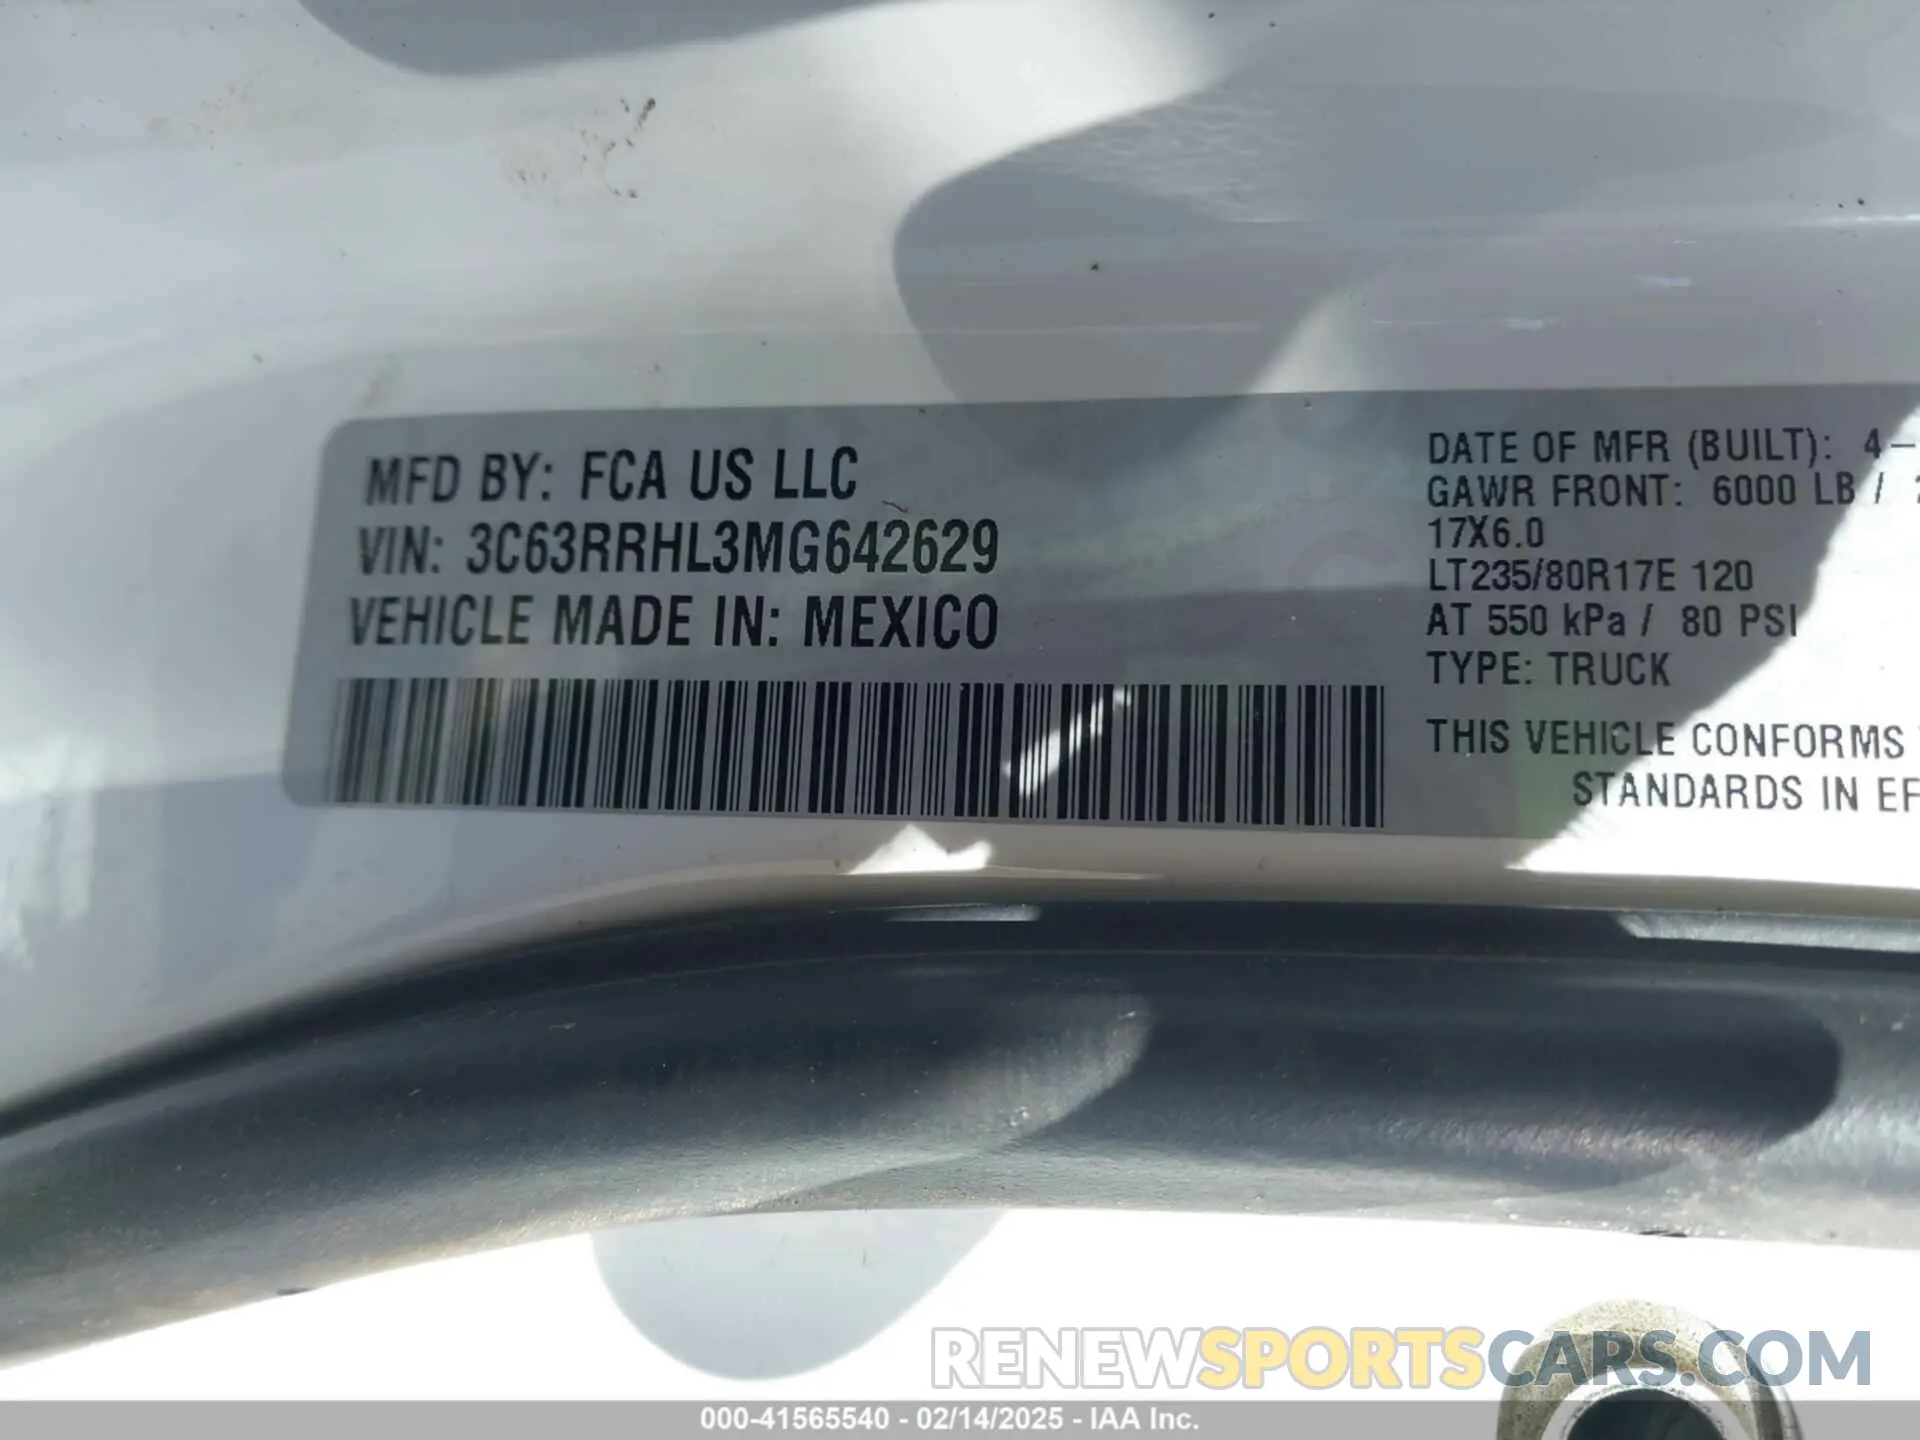 MFD BY: FCA US LLC
VIN: 3C63RRHL3MG642629
VEHICLE MADE IN: MEXICO
DATE OF MFR (BUILT): 4-
GAWR FRONT: 6000 LB /
17X6.0
LT235/80R17E 120
AT 550 kPa / 80 PSI
TYPE: TRUCK
THIS VEHICLE CONFORMS
STANDARDS IN EF
RENEWSPORTSCARS.COM
000-41565540 - 02/14/2025 - IAA Inc.